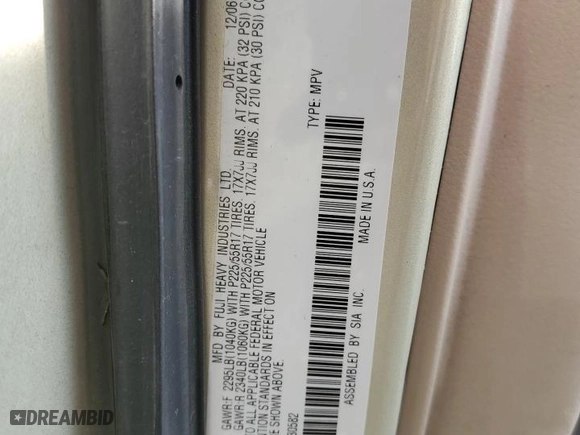 MFD BY FUJI HEAVY INDUSTRIES LTD. DATE: 12/06
GAWR:F 2295LB(1040KG) WITH P225/55R17 TIRES, 17X7JJ RIMS, AT 220 KPA (32 PSI)
GAWR:R 2340LB(1060KG) WITH P225/55R17 TIRES, 17X7JJ RIMS, AT 210 KPA (30 PSI)
ALL APPLICABLE FEDERAL MOTOR VEHICLE
STANDARDS IN EFFECT ON
SHOWN ABOVE.
TYPE: MPV
ASSEMBLED BY SIA INC. MADE IN U.S.A.
DREAMBID